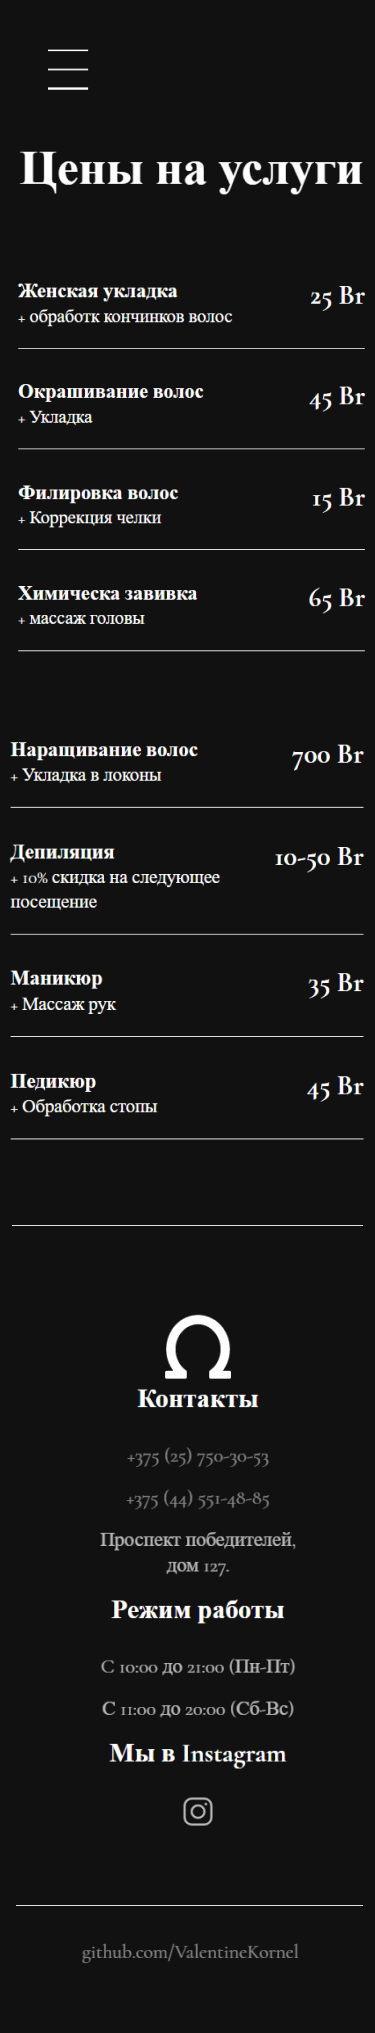 Цены на услуги
Женская укладка
25 Br
+ обработк кончинков волос
Окрашивание волос
45 Br
+ Укладка
Филировка волос
15 Br
+ Коррекция челки
Химическа завивка
65 Br
+ массаж головы
Наращивание волос
700 Br
+ Укладка в локоны
Депиляция
10-50 Br
+ 10% скидка на следующее
посещение
Маникюр
35 Br
+ Массаж рук
Педикюр
45 Br
+ Обработка стопы
Контакты
+375 (25) 750-30-53
+375 (44) 551-48-85
Проспект победителей,
дом 127.
Режим работы
С 10:00 до 21:00 (Пн-Пт)
С 11:00 до 20:00 (Сб-Вс)
Мы в Instagram
github.com/ValentineKornel